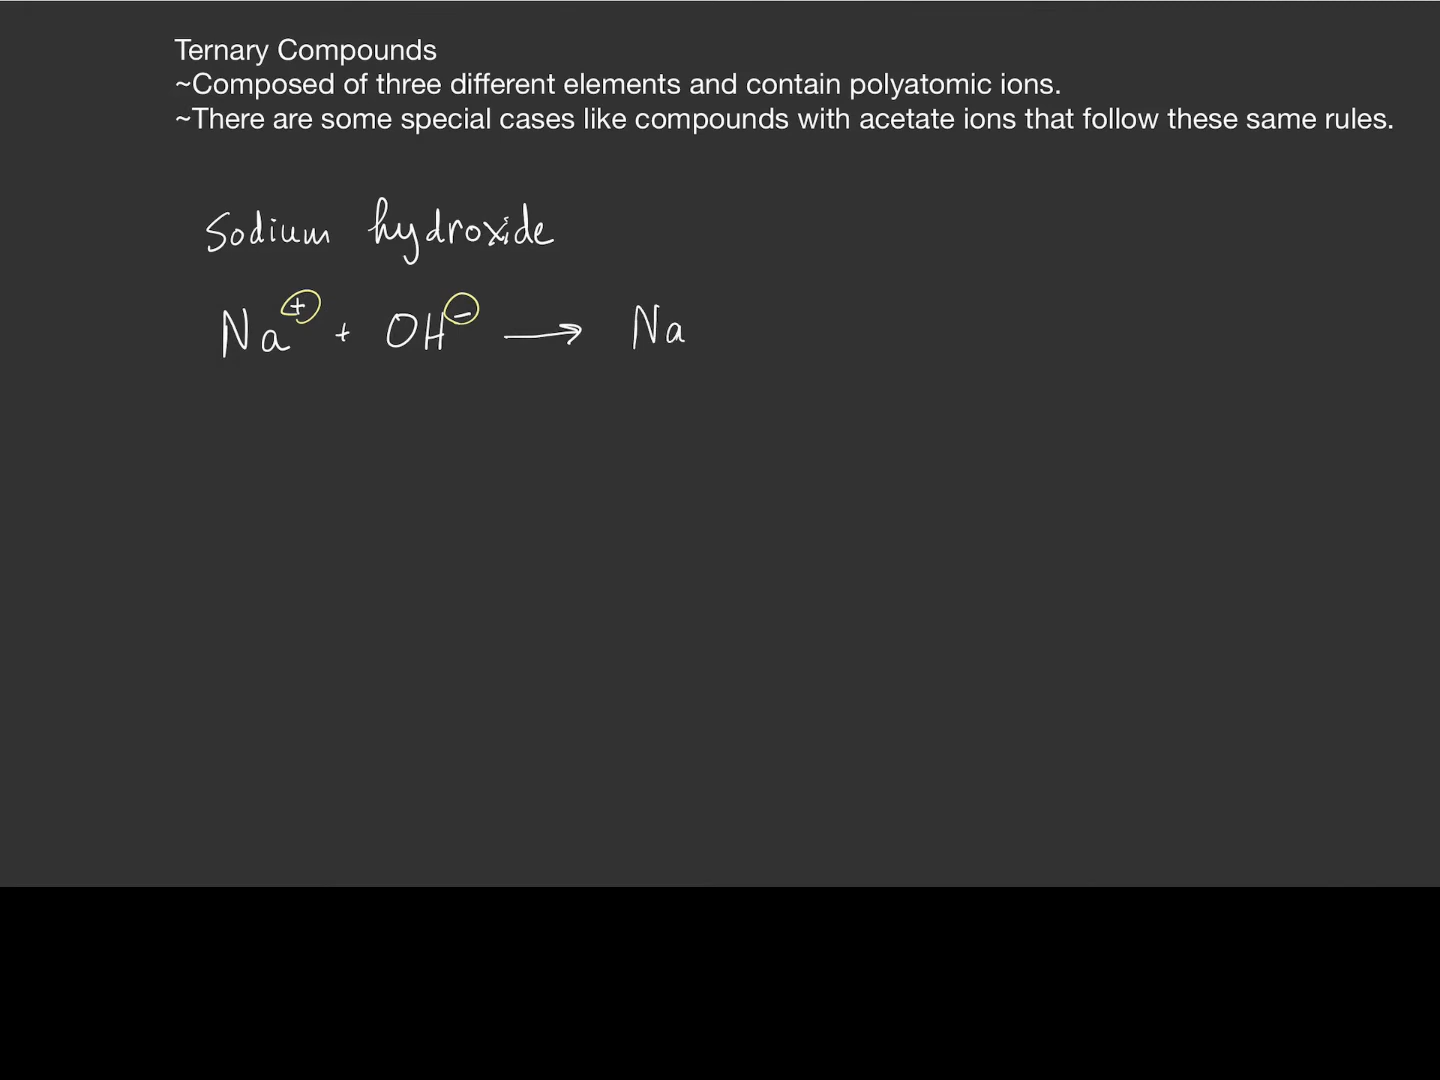 Ternary Compounds
~Composed of three different elements and contain polyatomic ions.
~There are some special cases like compounds with acetate ions that follow these same rules.
Sodium hydroxide
Na⁺ + OH⁻ → Na